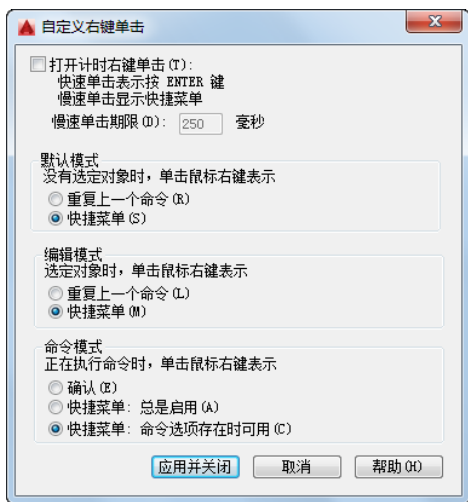 自定义右键单击
打开计时右键单击(T):
快速单击表示按 ENTER 键
慢速单击显示快捷菜单
慢速单击期限(D): 250 毫秒
默认模式
没有选定对象时，单击鼠标右键表示
重复上一个命令(R)
快捷菜单(S)
编辑模式
选定对象时，单击鼠标右键表示
重复上一个命令(L)
快捷菜单(M)
命令模式
正在执行命令时，单击鼠标右键表示
确认(E)
快捷菜单: 总是启用(A)
快捷菜单: 命令选项存在时可用(C)
应用并关闭 取消 帮助(H)